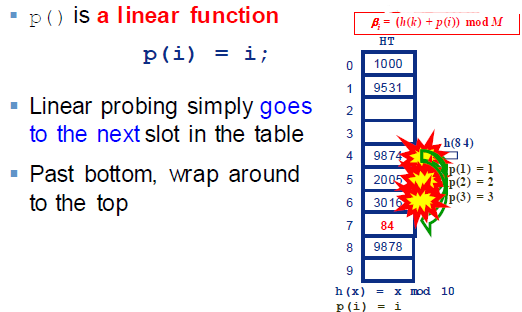 p() is a linear function
p(i) = i;
Linear probing simply goes
to the next slot in the table
Past bottom, wrap around
to the top
βi = (h(k) + p(i)) mod M
HT
0 1000
1 9531
2
3
4 9874
5 2005
6 3016
7 84
8 9878
9
h(84)
p(1) = 1
p(2) = 2
p(3) = 3
h(x) = x mod 10
p(i) = i